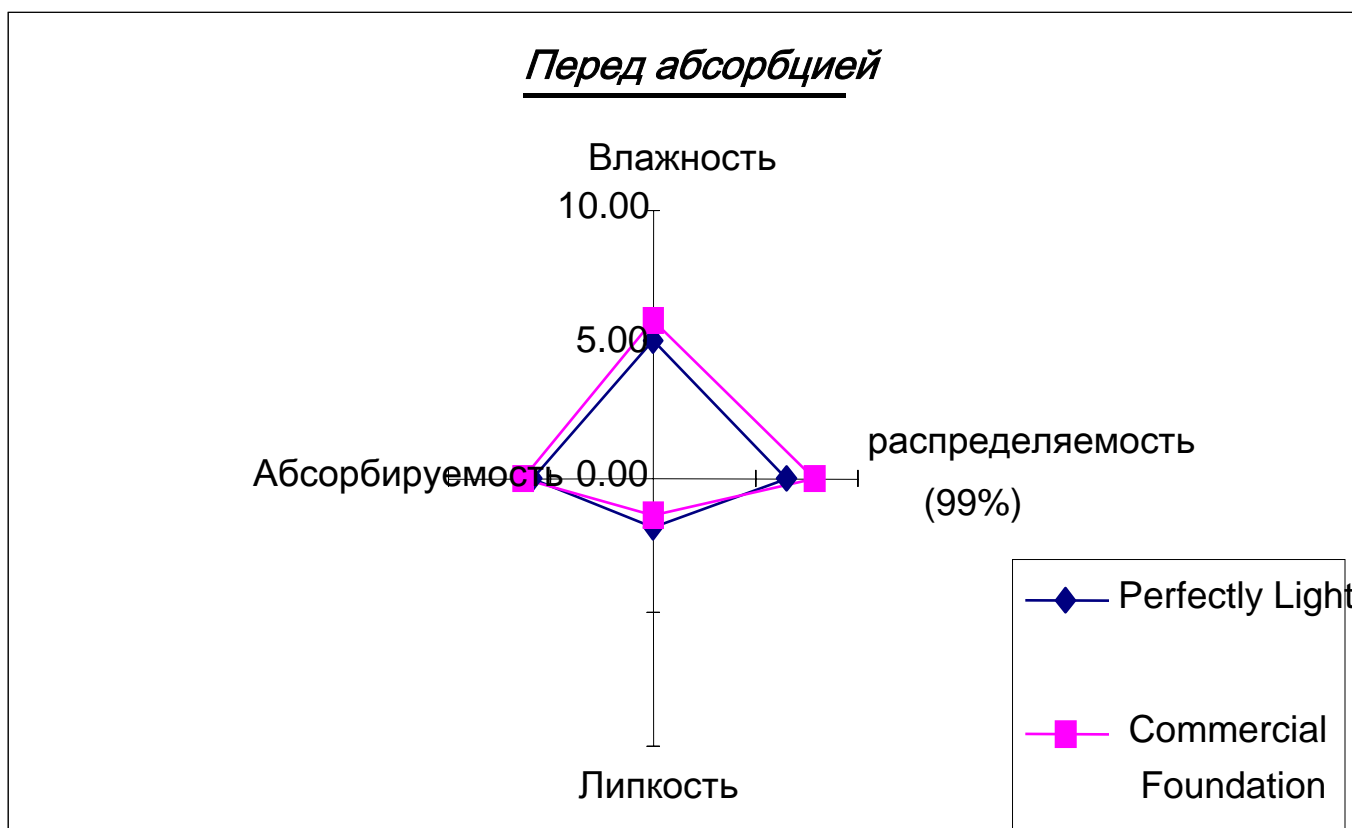 Перед абсорбцией
Влажность
10.00
5.00
распределяемость
(99%)
Абсорбируемость 0.00
Perfectly Light
Commercial
Foundation
Липкость